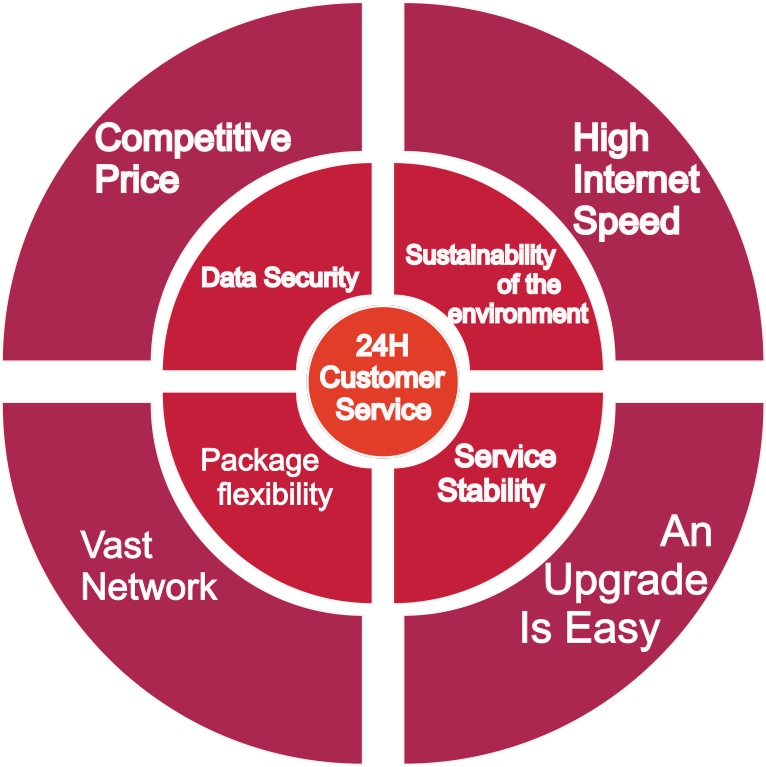 Competitive
Price
High
Internet
Speed
Data Security
Sustainability
of the
environment
24H
Customer
Service
Package
flexibility
Service
Stability
Vast
Network
An
Upgrade
Is Easy